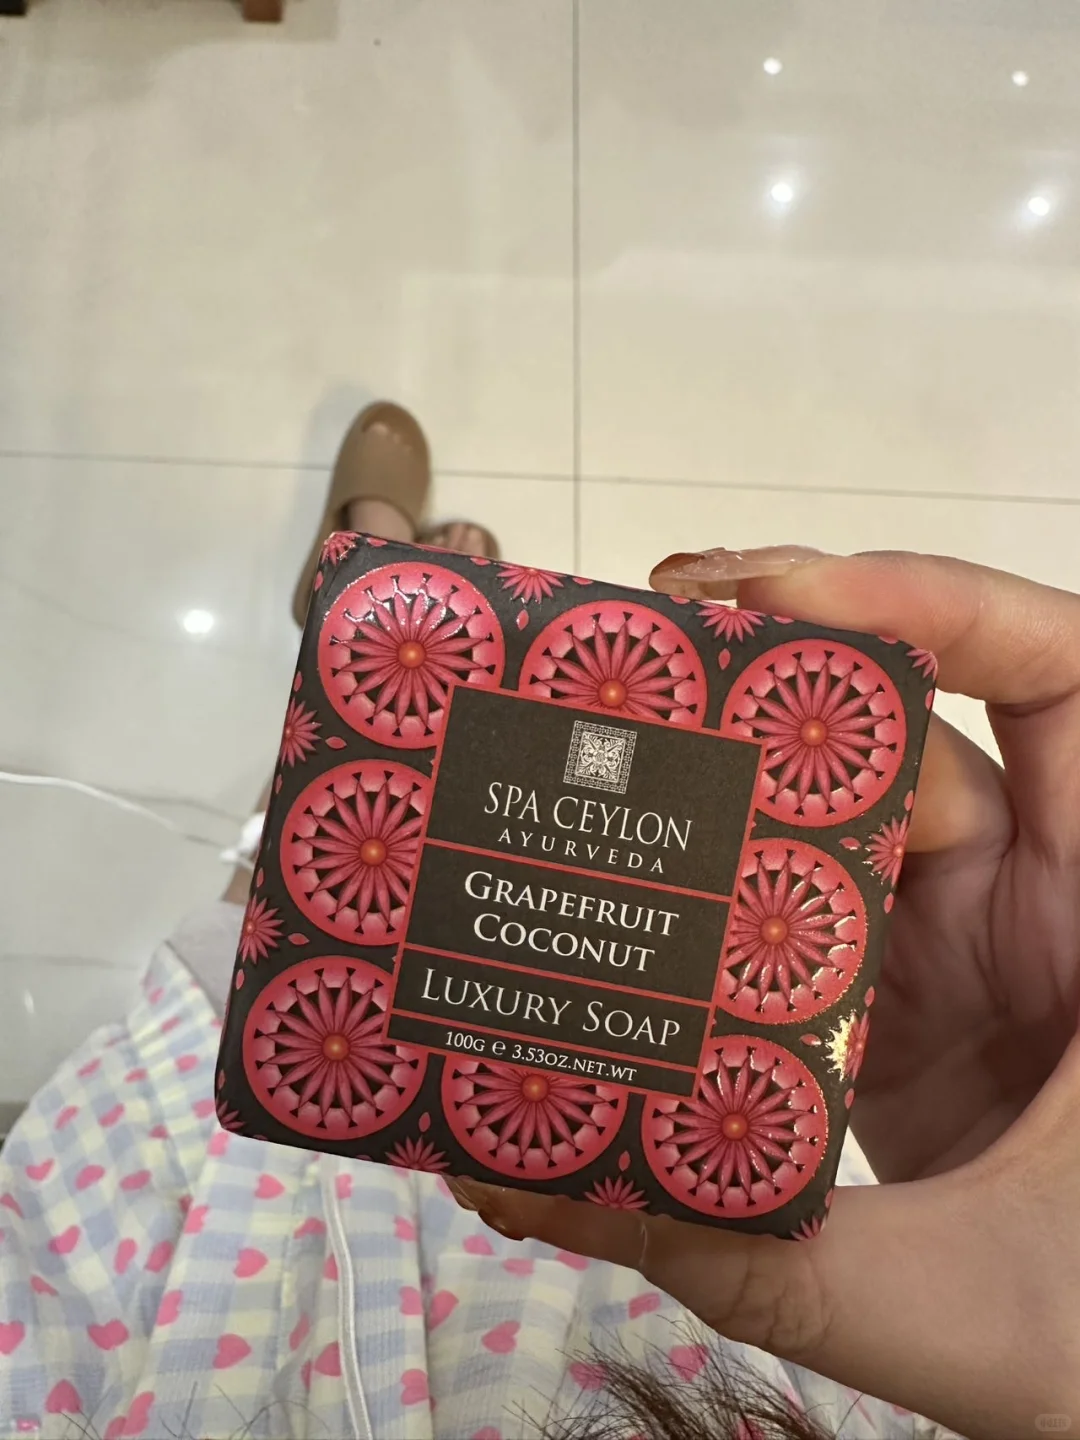 SPA CEYLON
AYURVEDA
GRAPEFRUIT
COCONUT
LUXURY SOAP
100G ℮ 3.53OZ.NET.WT